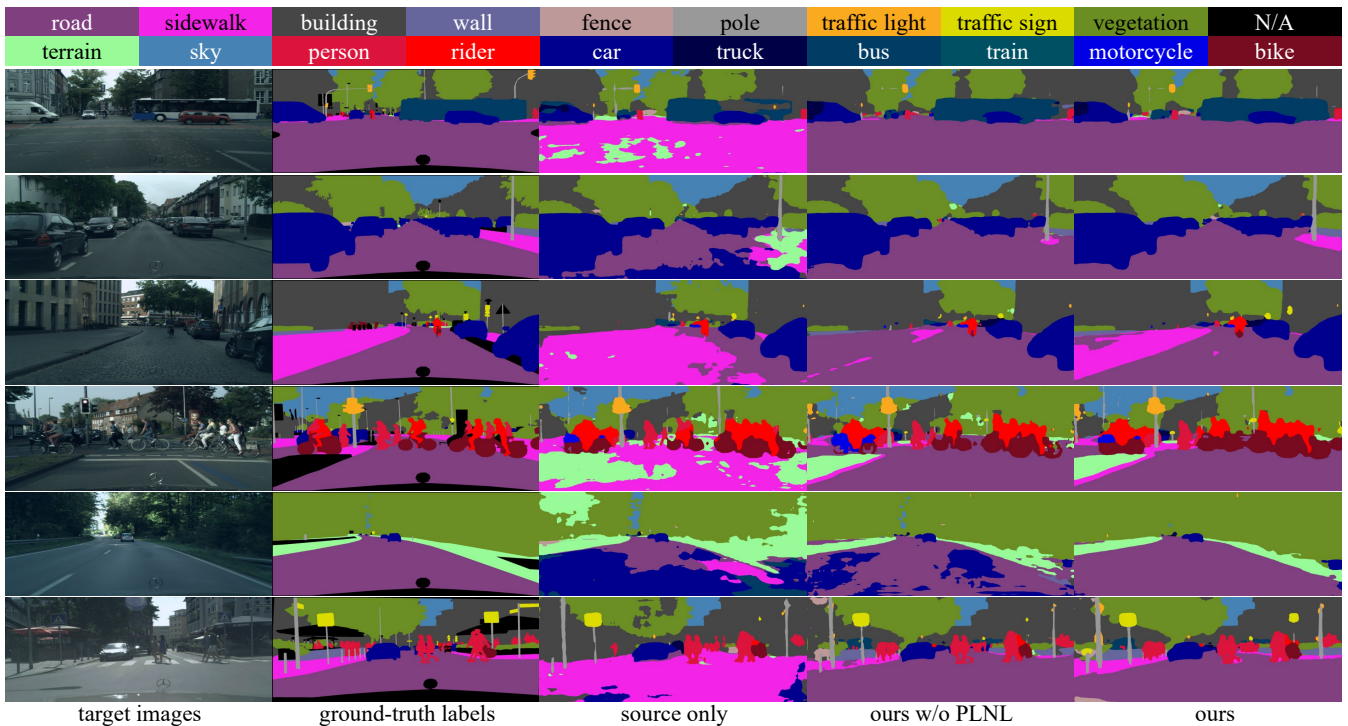 road sidewalk building wall fence pole traffic light traffic sign vegetation N/A
terrain sky person rider car truck bus train motorcycle bike
target images ground-truth labels source only ours w/o PLNL ours